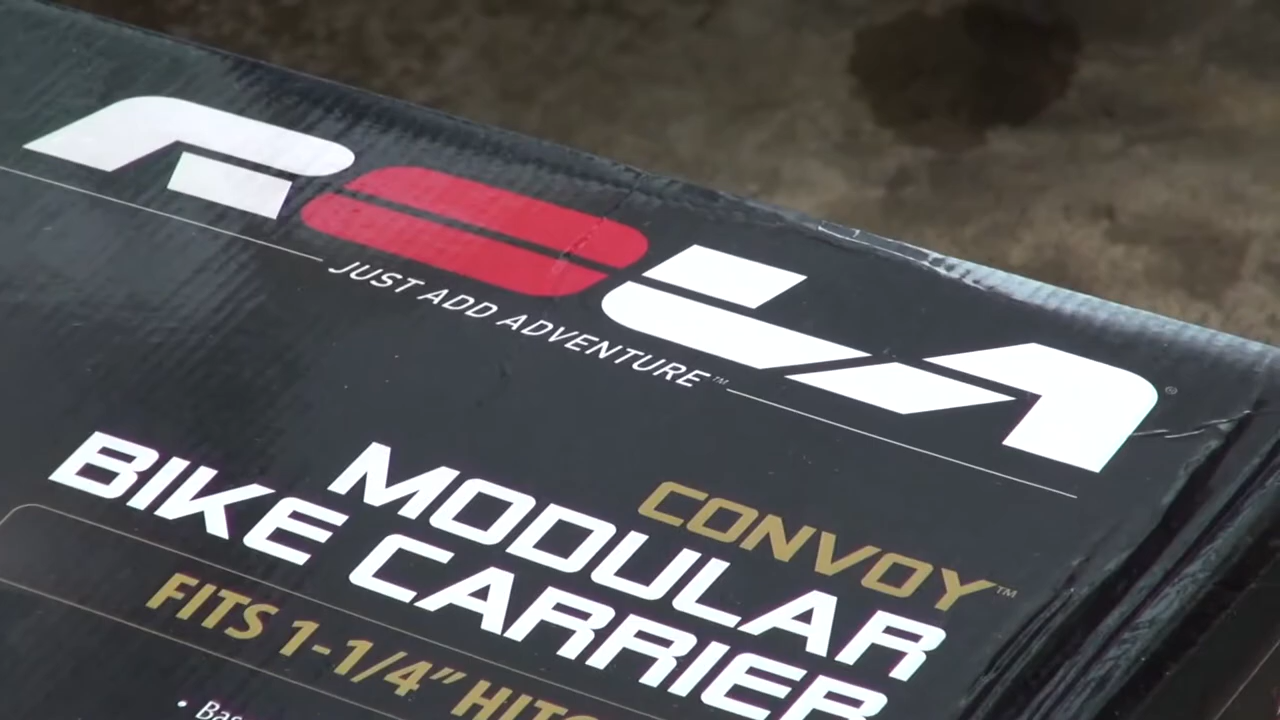 ROLA®
JUST ADD ADVENTURE™
CONVOY™
MODULAR
BIKE CARRIER
FITS 1-1/4"